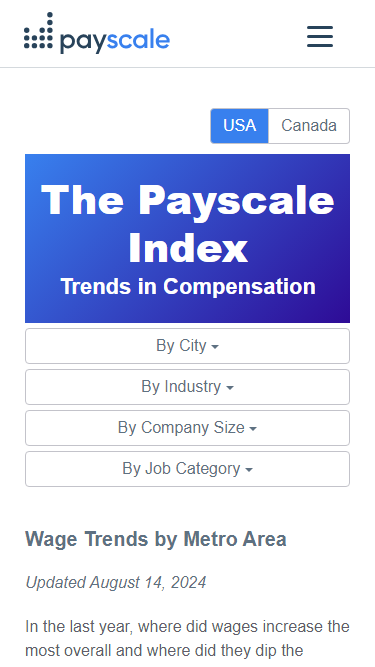 payscale
USA
Canada
The Payscale
Index
Trends in Compensation
By City
By Industry
By Company Size
By Job Category
Wage Trends by Metro Area
Updated August 14, 2024
In the last year, where did wages increase the
most overall and where did they dip the